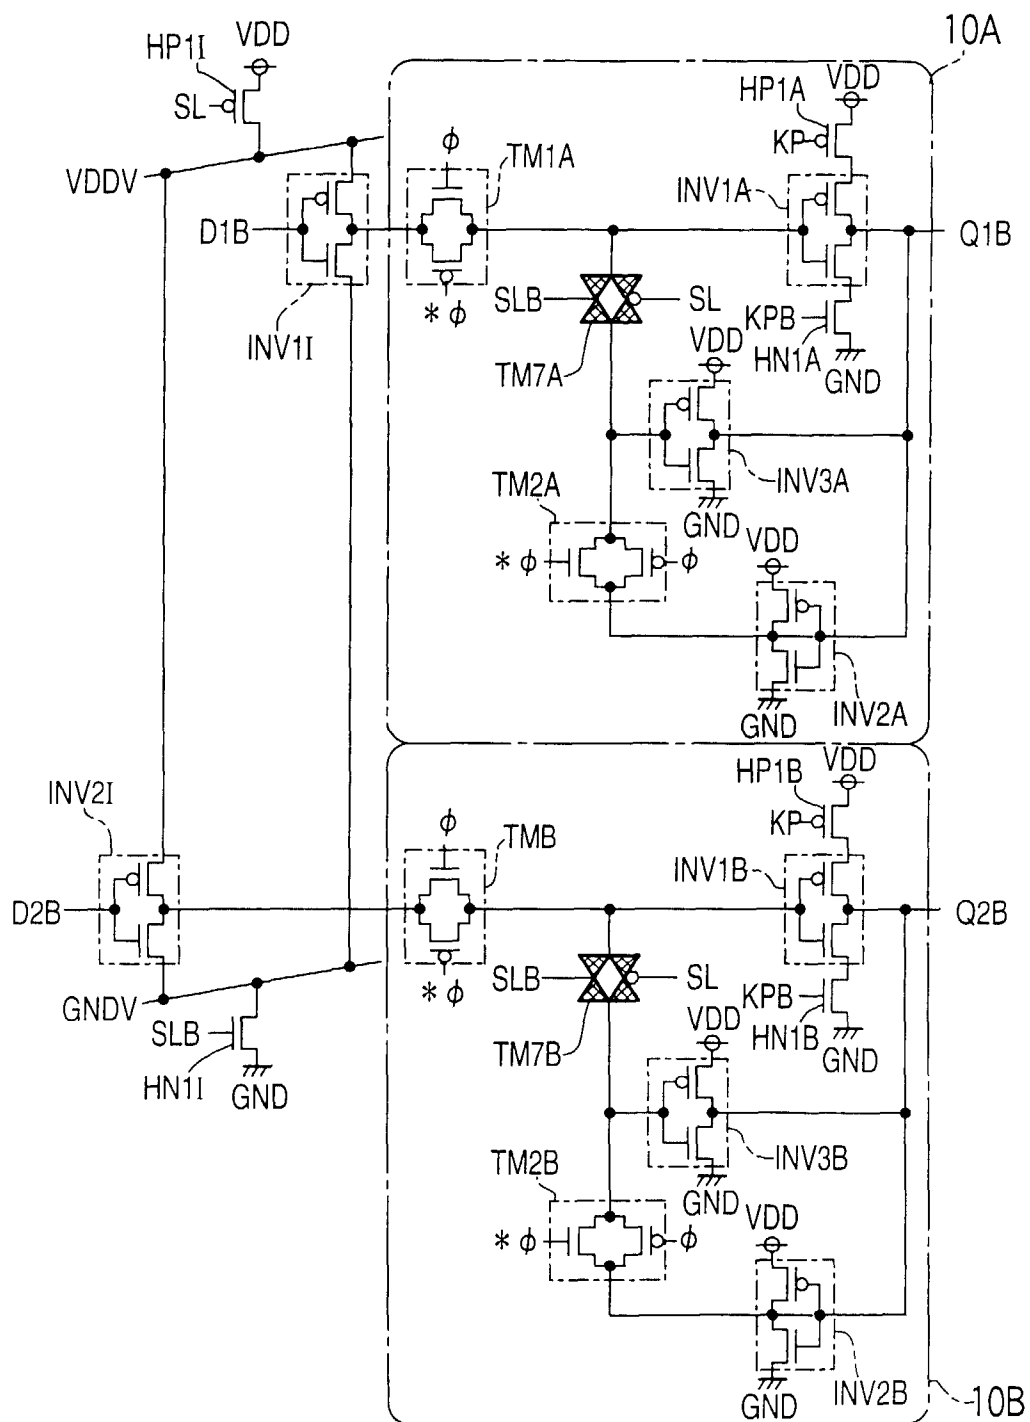 10A
HP1I
VDD
SL
VDDV
D1B
INV1I
ϕ
TM1A
* ϕ
HP1A
VDD
KP
INV1A
Q1B
KPB
HN1A
GND
SLB
SL
TM7A
VDD
INV3A
GND
TM2A
* ϕ
ϕ
VDD
INV2A
GND
INV2I
D2B
GNDV
SLB
HN1I
GND
ϕ
TMB
* ϕ
HP1B
VDD
KP
INV1B
Q2B
KPB
HN1B
GND
SLB
SL
TM7B
VDD
INV3B
GND
TM2B
* ϕ
ϕ
VDD
INV2B
GND
10B